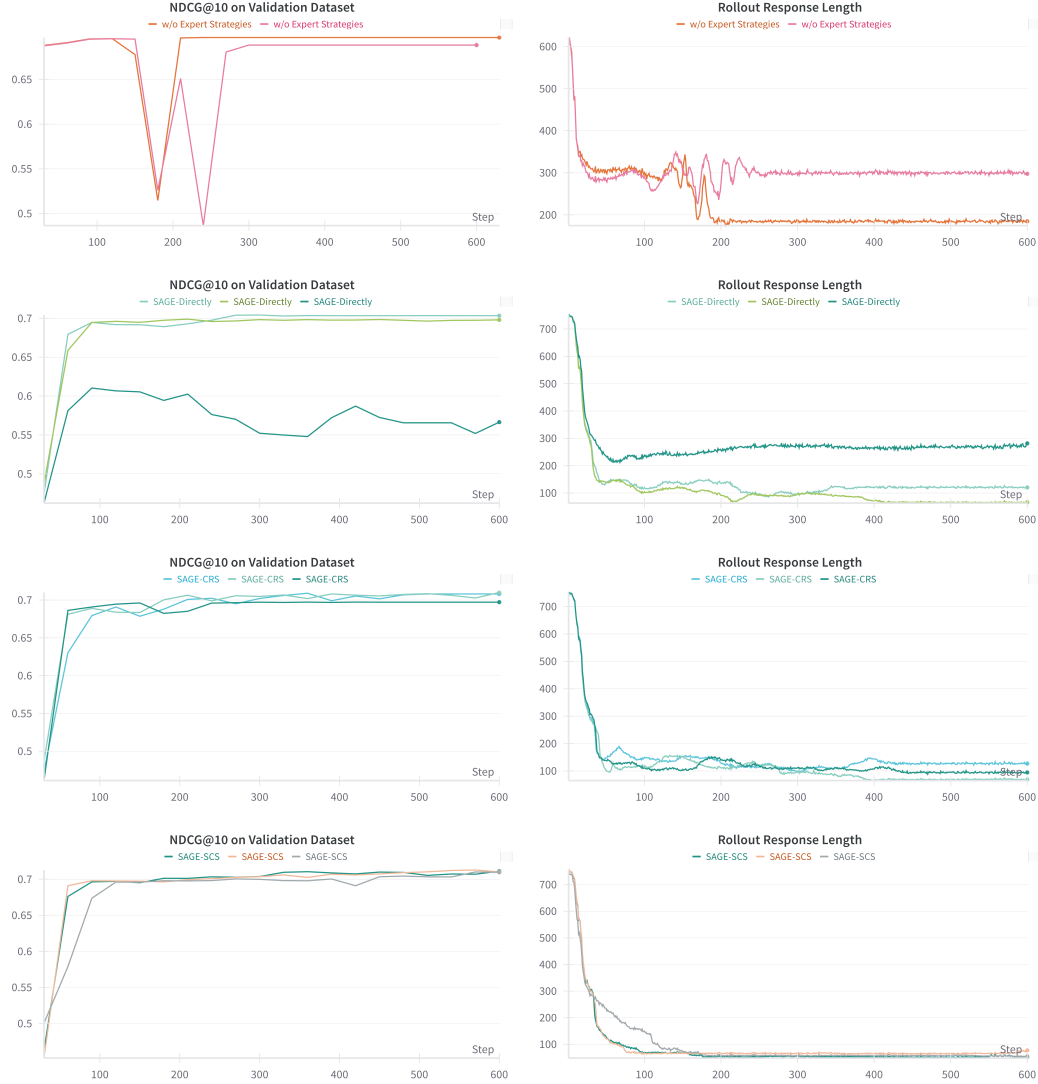 NDCG@10 on Validation Dataset
w/o Expert Strategies w/o Expert Strategies
0.65
0.6
0.55
0.5
Step
100 200 300 400 500 600
Rollout Response Length
w/o Expert Strategies w/o Expert Strategies
600
500
400
300
200
Step
100 200 300 400 500 600
NDCG@10 on Validation Dataset
SAGE-Directly SAGE-Directly SAGE-Directly
0.7
0.65
0.6
0.55
0.5
Step
100 200 300 400 500 600
Rollout Response Length
SAGE-Directly SAGE-Directly SAGE-Directly
700
600
500
400
300
200
100
Step
100 200 300 400 500 600
NDCG@10 on Validation Dataset
SAGE-CRS SAGE-CRS SAGE-CRS
0.7
0.65
0.6
0.55
0.5
Step
100 200 300 400 500 600
Rollout Response Length
SAGE-CRS SAGE-CRS SAGE-CRS
700
600
500
400
300
200
100
Step
100 200 300 400 500 600
NDCG@10 on Validation Dataset
SAGE-SCS SAGE-SCS SAGE-SCS
0.7
0.65
0.6
0.55
0.5
Step
100 200 300 400 500 600
Rollout Response Length
SAGE-SCS SAGE-SCS SAGE-SCS
700
600
500
400
300
200
100
Step
100 200 300 400 500 600